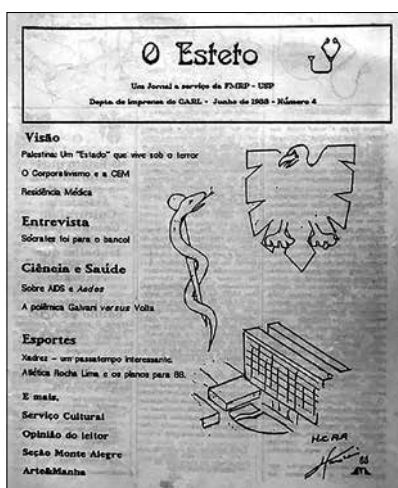 O Esteto
Um Jornal a serviço da FMRP - USP
Depto. de Imprensa do CARL - Junho de 1988 - Número 4
Visão
Palestina: Um "Estado" que vive sob o terror
O Corporativismo e a CEM
Residência Médica
Entrevista
Sócrates foi para o banco!
Ciência e Saúde
Sobre AIDS e Aedes
A polêmica Galvani versus Volta
Esportes
Xadrez - um passatempo interessante.
Atlética Rocha Lima e os planos para 88.
E mais,
Serviço Cultural
Opinião do leitor
Seção Monte Alegre
Arte&Manha
H.C.R.P.